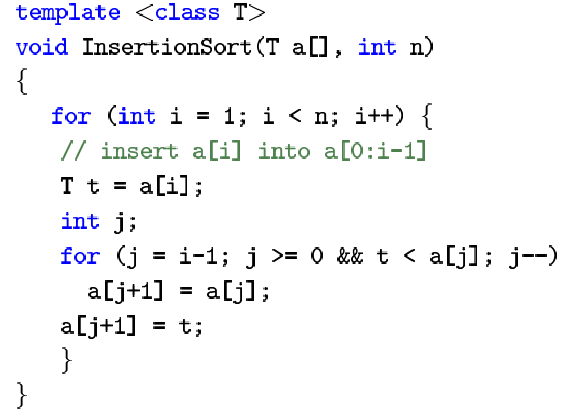 template <class T>
void InsertionSort(T a[], int n)
{
for (int i = 1; i < n; i++) {
// insert a[i] into a[0:i-1]
T t = a[i];
int j;
for (j = i-1; j >= 0 && t < a[j]; j--)
a[j+1] = a[j];
a[j+1] = t;
}
}